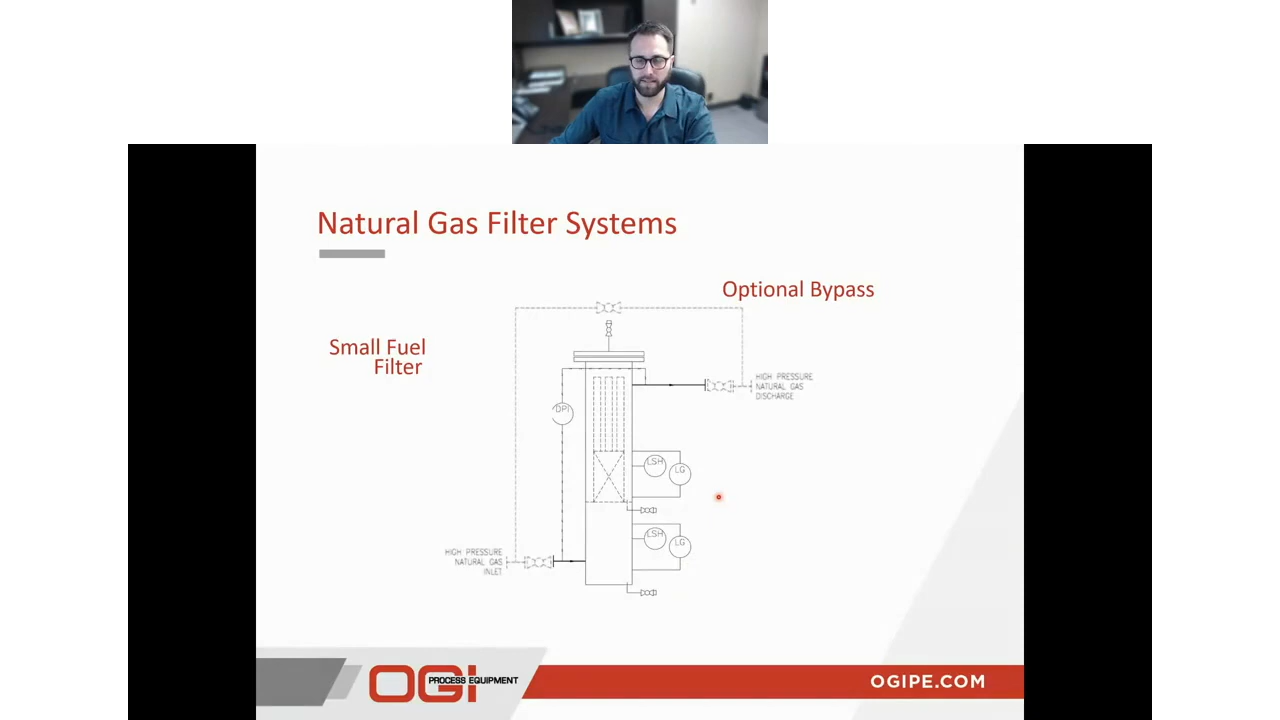 Natural Gas Filter Systems
Optional Bypass
Small Fuel
Filter
HIGH PRESSURE
NATURAL GAS
DISCHARGE
DPI
LSH
LG
LSH
LG
HIGH PRESSURE
NATURAL GAS
INLET
OGI
PROCESS EQUIPMENT
OGIPE.COM